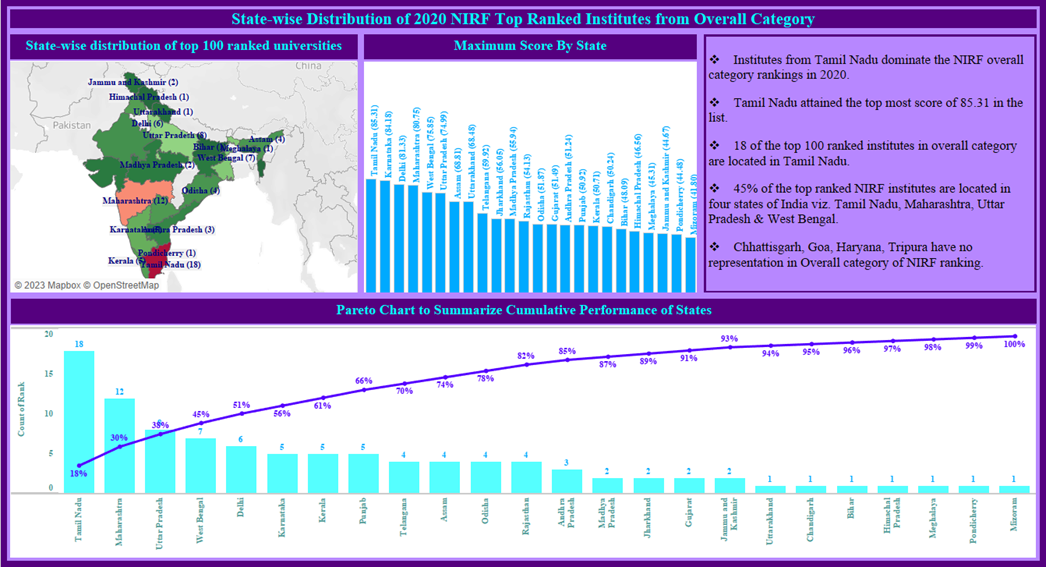 State-wise Distribution of 2020 NIRF Top Ranked Institutes from Overall Category
State-wise distribution of top 100 ranked universities
China
Jammu and Kashmir (2)
Himachal Pradesh (1)
Uttarakhand (1)
Pakistan
Delhi (6)
Uttar Pradesh (8)
Assam (4)
Bihar
Meghalaya (1)
West Bengal (7)
Madhya Pradesh (2)
Odisha (4)
Maharashtra (12)
Karnataka
Andhra Pradesh (3)
Pondicherry (1)
Kerala
Tamil Nadu (18)
© 2023 Mapbox © OpenStreetMap
Maximum Score By State
Tamil Nadu (85.31)
Karnataka (84.18)
Delhi (81.33)
Maharashtra (80.75)
West Bengal (75.85)
Uttar Pradesh (74.99)
Assam (68.81)
Uttarakhand (68.48)
Telangana (59.92)
Jharkhand (56.05)
Madhya Pradesh (55.94)
Rajasthan (54.13)
Odisha (51.87)
Gujarat (51.49)
Andhra Pradesh (51.24)
Punjab (50.92)
Kerala (50.71)
Chandigarh (50.24)
Bihar (48.09)
Himachal Pradesh (46.56)
Meghalaya (45.31)
Jammu and Kashmir (44.67)
Pondicherry (44.48)
Mizoram (41.80)
❖ Institutes from Tamil Nadu dominate the NIRF overall
category rankings in 2020.
❖ Tamil Nadu attained the top most score of 85.31 in the
list.
❖ 18 of the top 100 ranked institutes in overall category
are located in Tamil Nadu.
❖ 45% of the top ranked NIRF institutes are located in
four states of India viz. Tamil Nadu, Maharashtra, Uttar
Pradesh & West Bengal.
❖ Chhattisgarh, Goa, Haryana, Tripura have no
representation in Overall category of NIRF ranking.
Pareto Chart to Summarize Cumulative Performance of States
Count of Rank
20
15
10
5
0
18 12 8 7 6 5 5 5 4 4 4 4 3 2 2 2 2 1 1 1 1 1 1 1
18% 30% 38% 45% 51% 56% 61% 66% 70% 74% 78% 82% 85% 87% 89% 91% 93% 94% 95% 96% 97% 98% 99% 100%
Tamil Nadu
Maharashtra
Uttar Pradesh
West Bengal
Delhi
Karnataka
Kerala
Punjab
Telangana
Assam
Odisha
Rajasthan
Andhra
Pradesh
Madhya
Pradesh
Jharkhand
Gujarat
Jammu and
Kashmir
Uttarakhand
Chandigarh
Bihar
Himachal
Pradesh
Meghalaya
Pondicherry
Mizoram